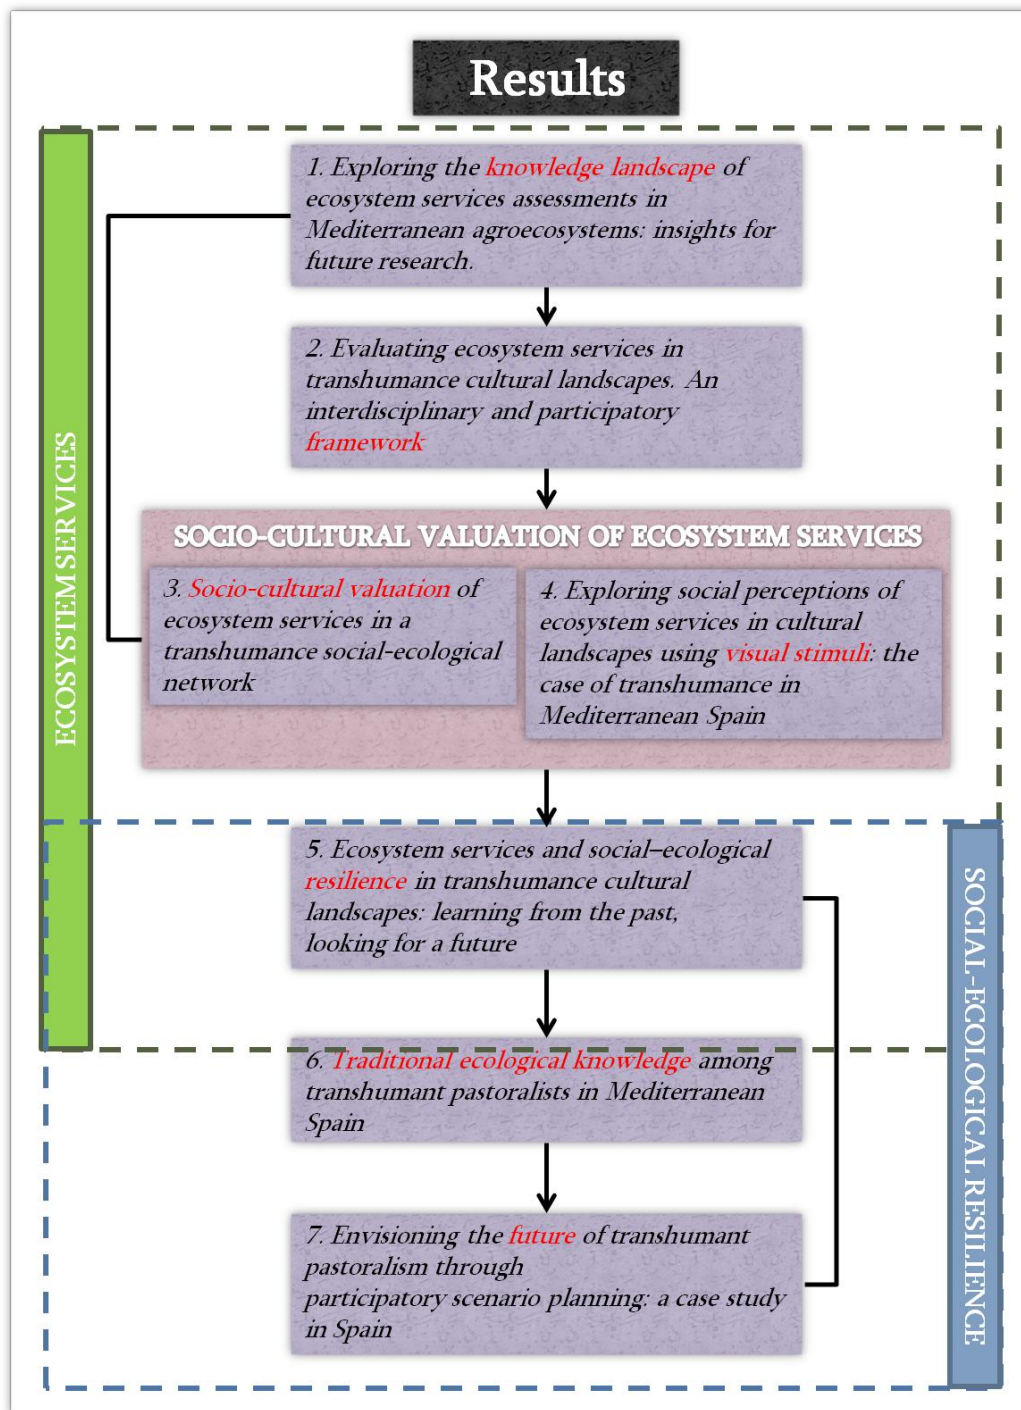 Results
1. Exploring the knowledge landscape of
ecosystem services assessments in
Mediterranean agroecosystems: insights for
future research.
2. Evaluating ecosystem services in
transhumance cultural landscapes. An
interdisciplinary and participatory
framework
ECOSYSTEM SERVICES
SOCIO-CULTURAL VALUATION OF ECOSYSTEM SERVICES
3. Socio-cultural valuation of
ecosystem services in a
transhumance social-ecological
network
4. Exploring social perceptions of
ecosystem services in cultural
landscapes using visual stimuli: the
case of transhumance in
Mediterranean Spain
5. Ecosystem services and social–ecological
resilience in transhumance cultural
landscapes: learning from the past,
looking for a future
6. Traditional ecological knowledge among
transhumant pastoralists in Mediterranean
Spain
7. Envisioning the future of transhumant
pastoralism through
participatory scenario planning: a case study
in Spain
SOCIAL-ECOLOGICAL RESILIENCE